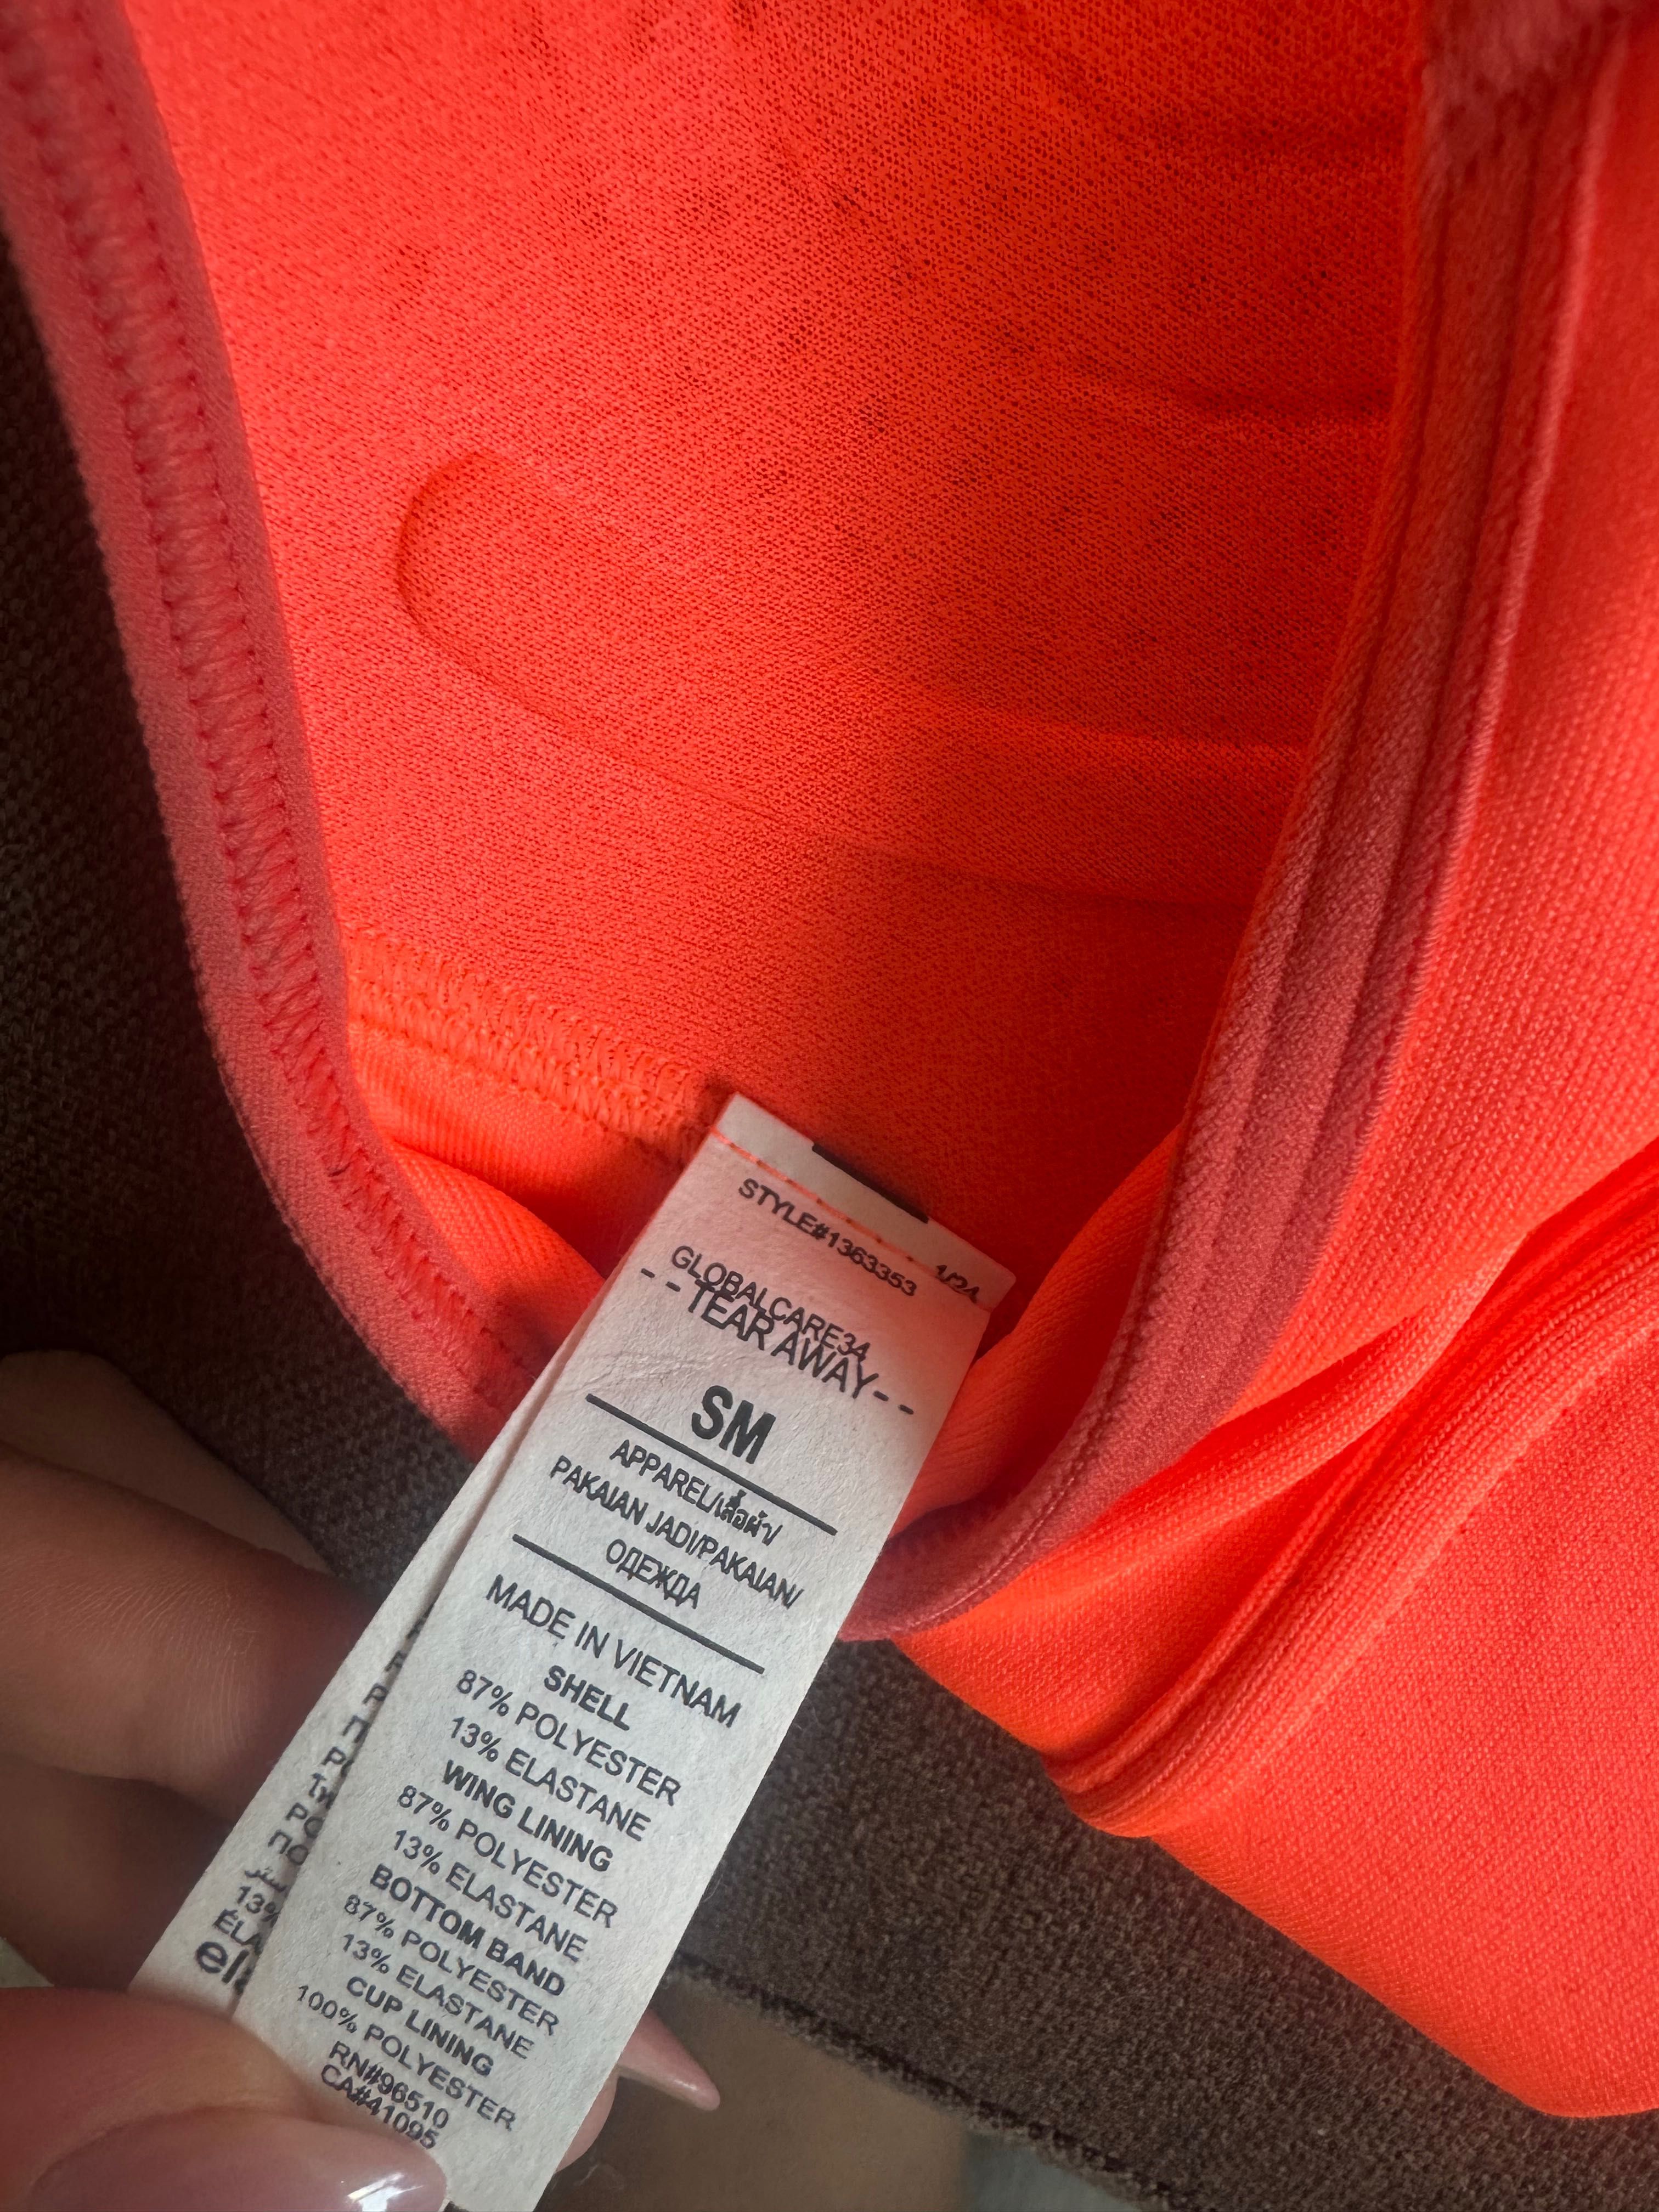 STYLE#1363353 1/24
GLOBALCARE34
--TEAR AWAY--
SM
APPAREL/เสื้อผ้า/
PAKAIAN JADI/PAKAIAN/
ОДЕЖДА
MADE IN VIETNAM
SHELL
87% POLYESTER
13% ELASTANE
WING LINING
87% POLYESTER
13% ELASTANE
BOTTOM BAND
87% POLYESTER
13% ELASTANE
CUP LINING
100% POLYESTER
RN#96510
CA#41095
13%